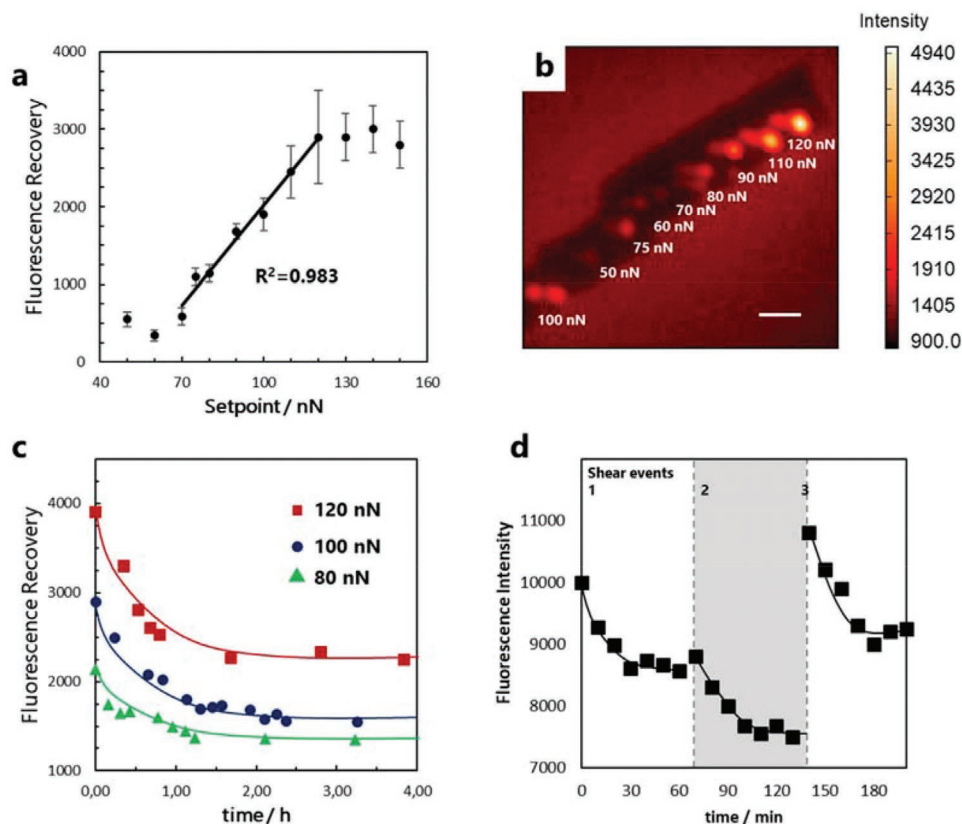 a
Fluorescence Recovery
4000
3000
2000
1000
0
R²=0.983
40 70 100 130 160
Setpoint / nN
b
120 nN
110 nN
90 nN
80 nN
70 nN
60 nN
75 nN
50 nN
100 nN
Intensity
4940
4435
3930
3425
2920
2415
1910
1405
900.0
c
Fluorescence Recovery
4000
3000
2000
1000
120 nN
100 nN
80 nN
0,00 1,00 2,00 3,00 4,00
time / h
d
Fluorescence Intensity
Shear events
1 2 3
11000
10000
9000
8000
7000
0 30 60 90 120 150 180
time / min